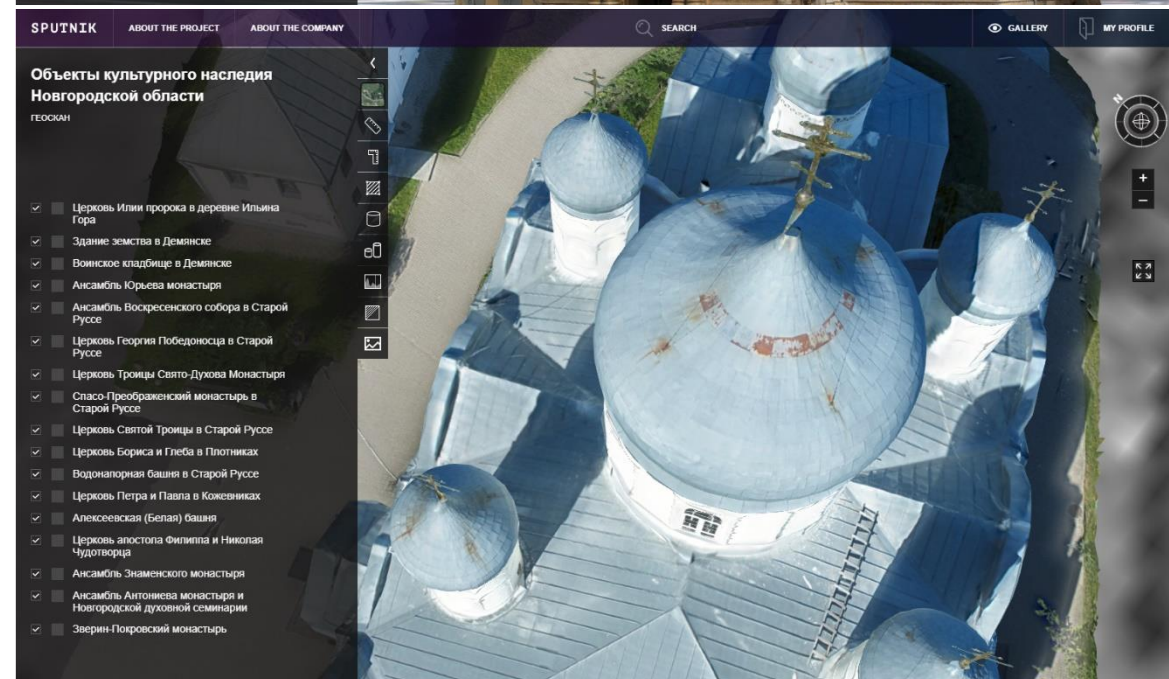 SPUTNIK ABOUT THE PROJECT ABOUT THE COMPANY SEARCH GALLERY MY PROFILE
Объекты культурного наследия
Новгородской области
ГЕОСКАН
N
Церковь Илии пророка в деревне Ильина
Гора
Здание земства в Демянске
Воинское кладбище в Демянске
Ансамбль Юрьева монастыря
Ансамбль Воскресенского собора в Старой
Руссе
Церковь Георгия Победоносца в Старой
Руссе
Церковь Троицы Свято-Духова Монастыря
Спасо-Преображенский монастырь в
Старой Руссе
Церковь Святой Троицы в Старой Руссе
Церковь Бориса и Глеба в Плотниках
Водонапорная башня в Старой Руссе
Церковь Петра и Павла в Кожевниках
Алексеевская (Белая) башня
Церковь апостола Филиппа и Николая
Чудотворца
Ансамбль Знаменского монастыря
Ансамбль Антониева монастыря и
Новгородской духовной семинарии
Зверин-Покровский монастырь